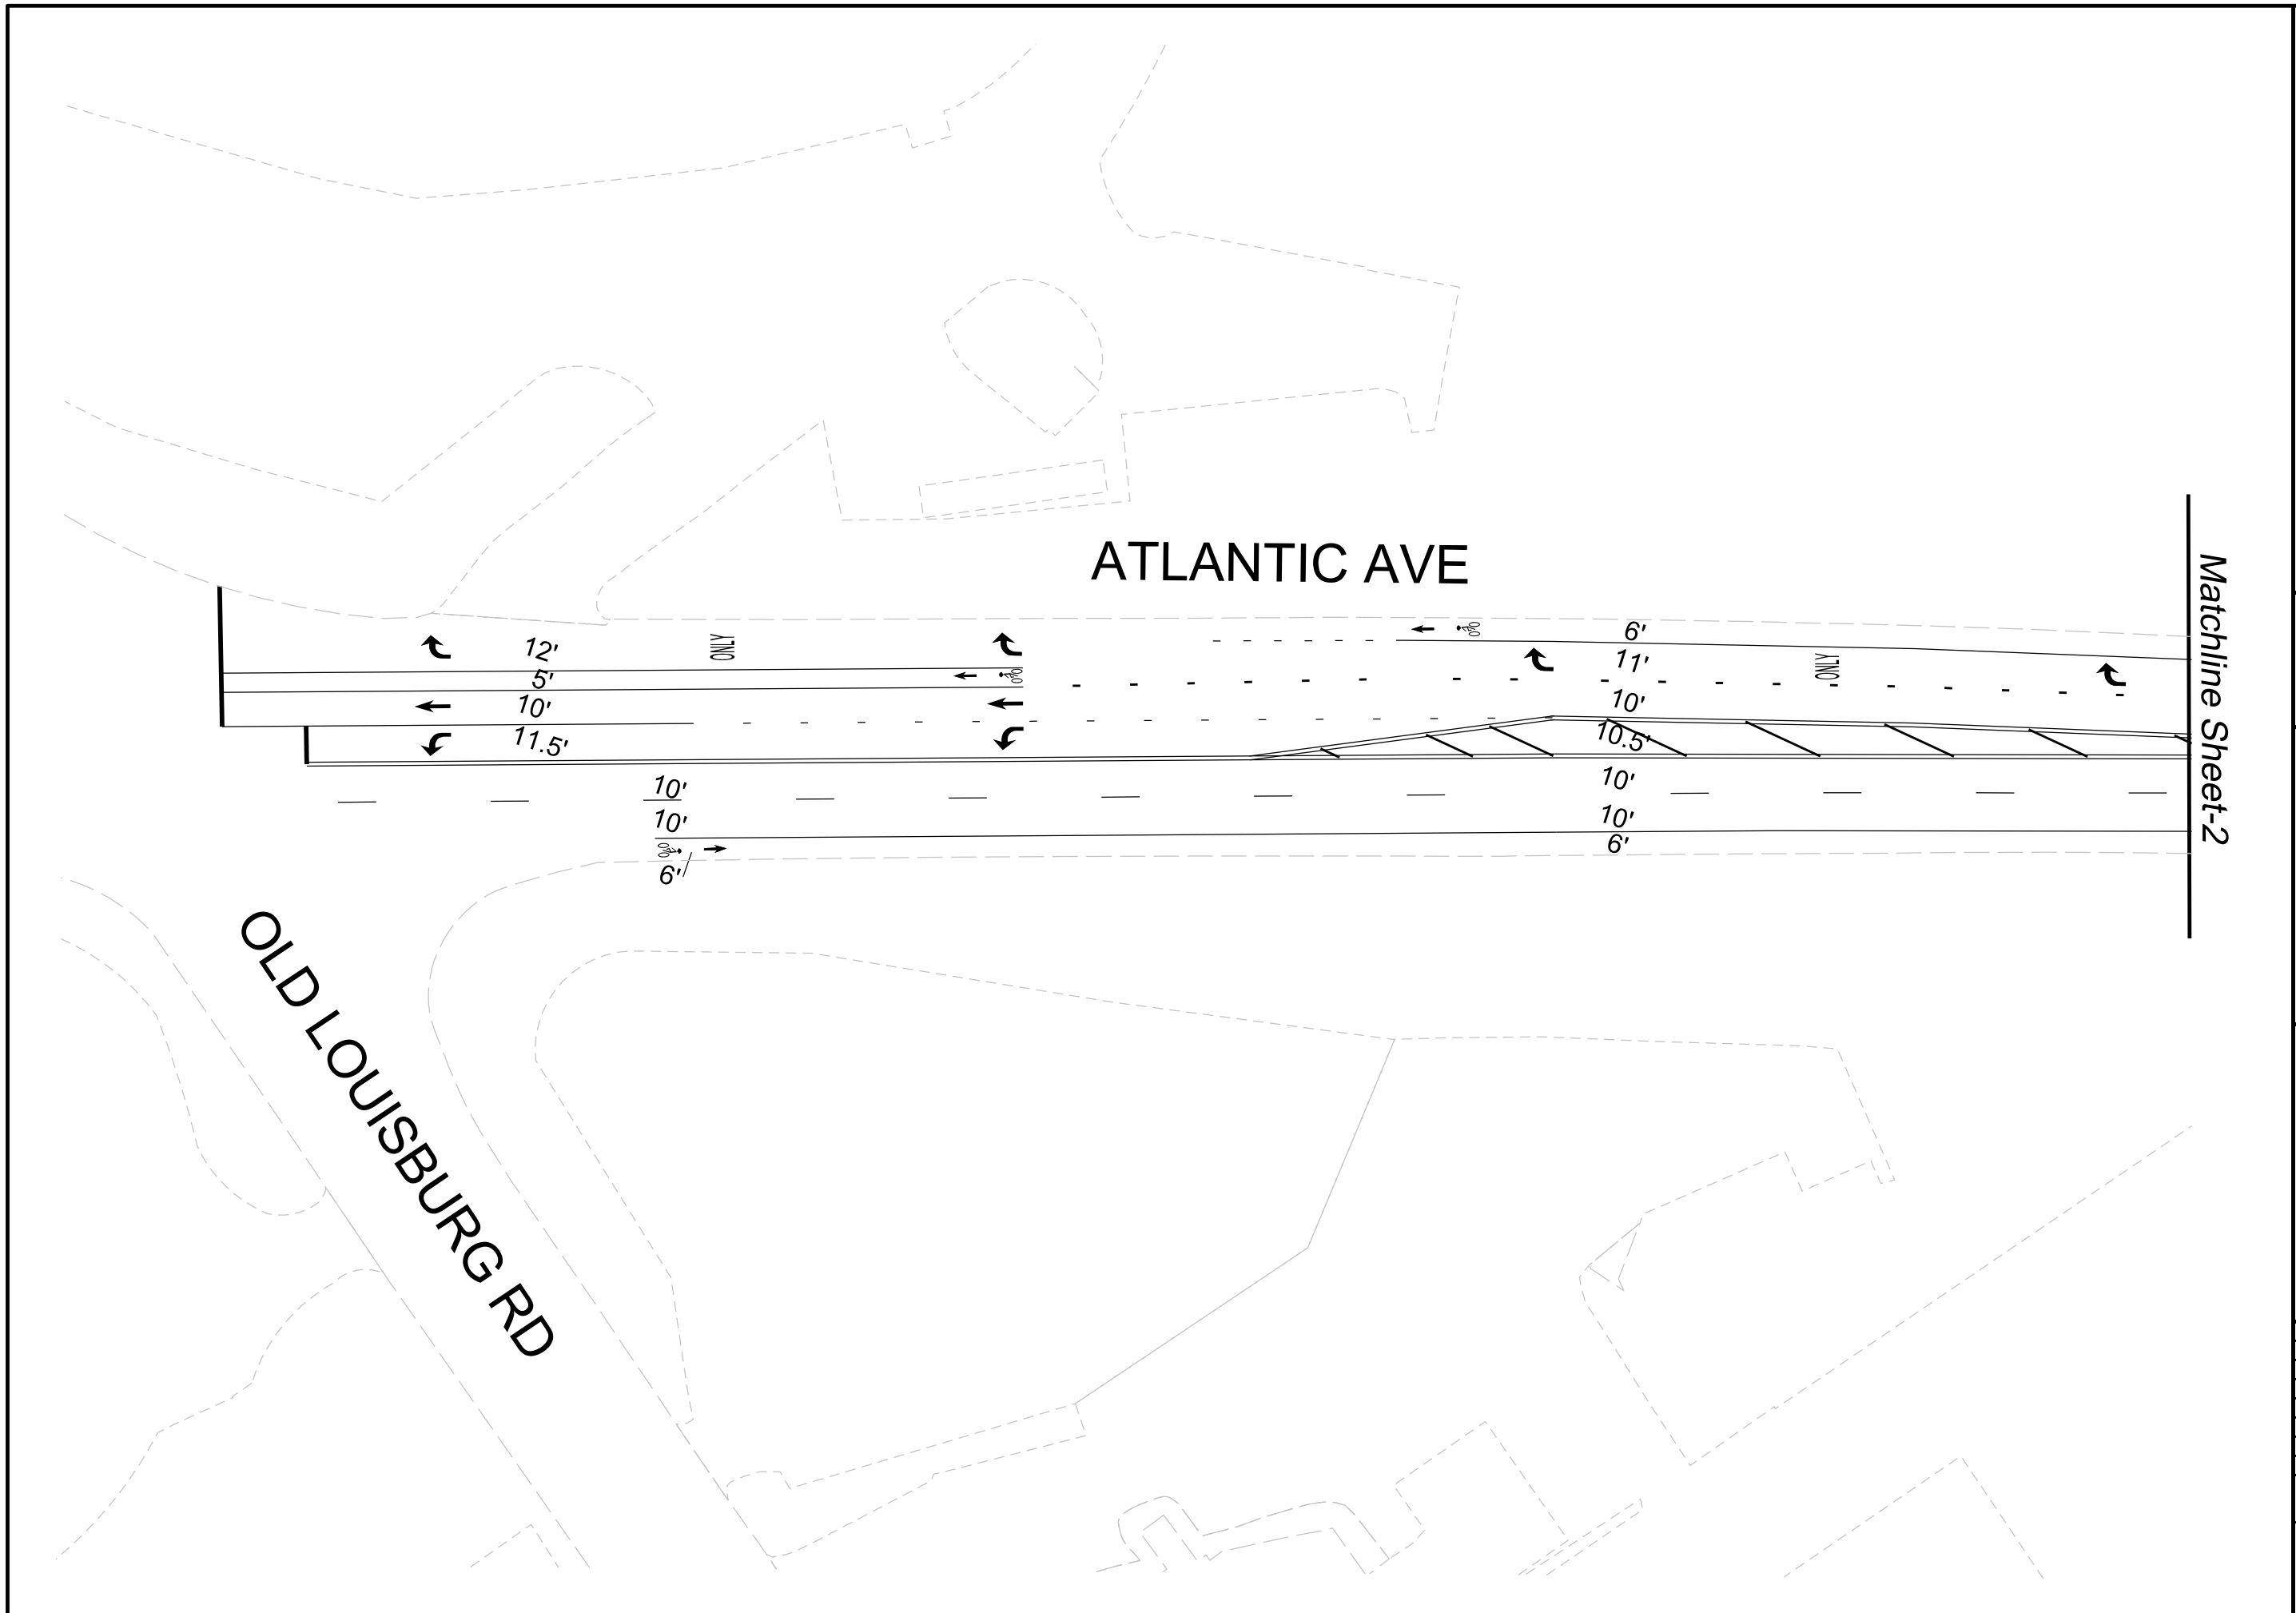 ATLANTIC AVE
Matchline Sheet-2
6'
12'
ONLY
11'
ONLY
5'
10'
10'
11.5'
10.5'
10'
10'
10'
10'
6'
6'
OLD LOUISBURG RD